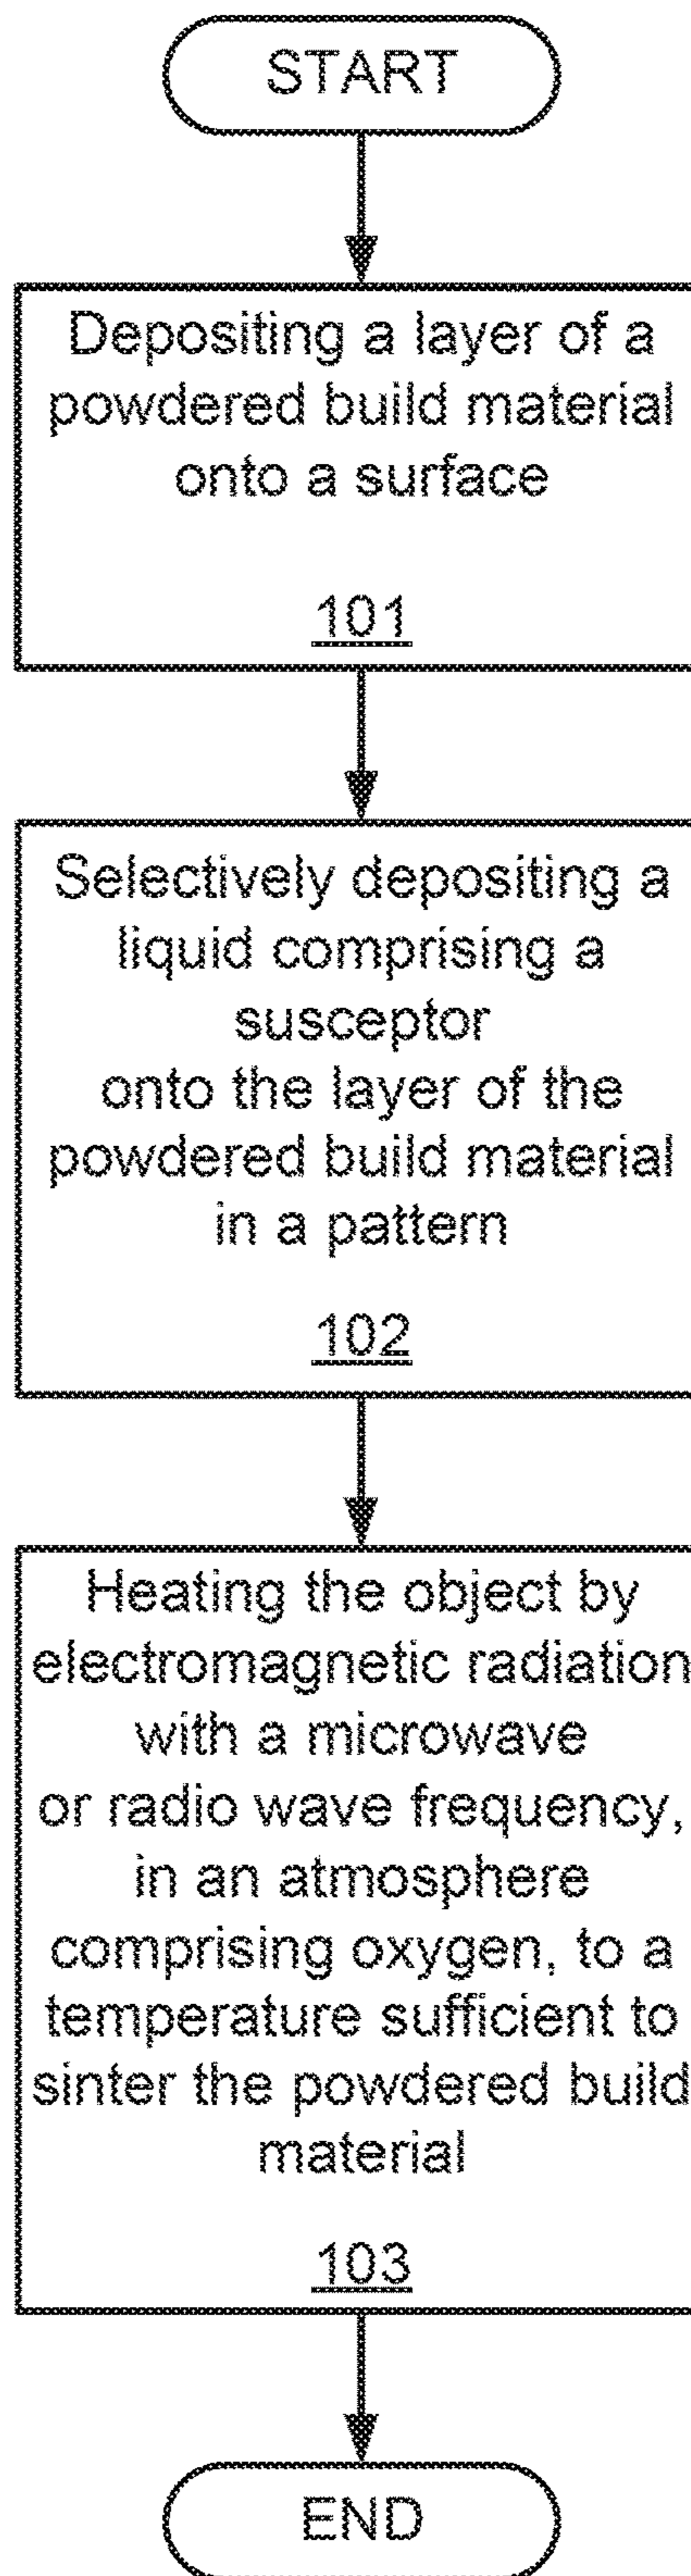 START
Depositing a layer of a
powdered build material
onto a surface
101
Selectively depositing a
liquid comprising a
susceptor
onto the layer of the
powdered build material
in a pattern
102
Heating the object by
electromagnetic radiation
with a microwave
or radio wave frequency,
in an atmosphere
comprising oxygen, to a
temperature sufficient to
sinter the powdered build
material
103
END